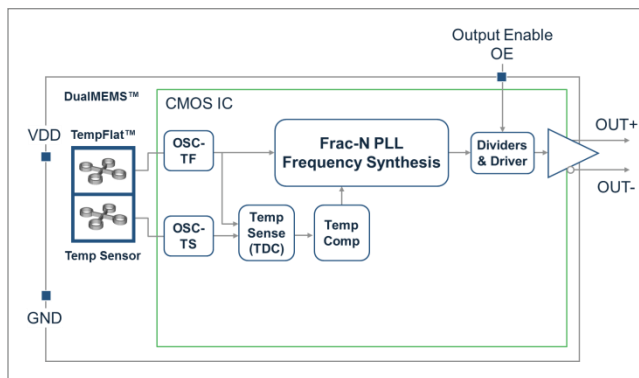 Output Enable
OE
DualMEMS™
CMOS IC
VDD
TempFlat™
OSC-
TF
Frac-N PLL
Frequency Synthesis
Dividers
& Driver
OUT+
OUT-
OSC-
TS
Temp
Sense
(TDC)
Temp
Comp
Temp Sensor
GND